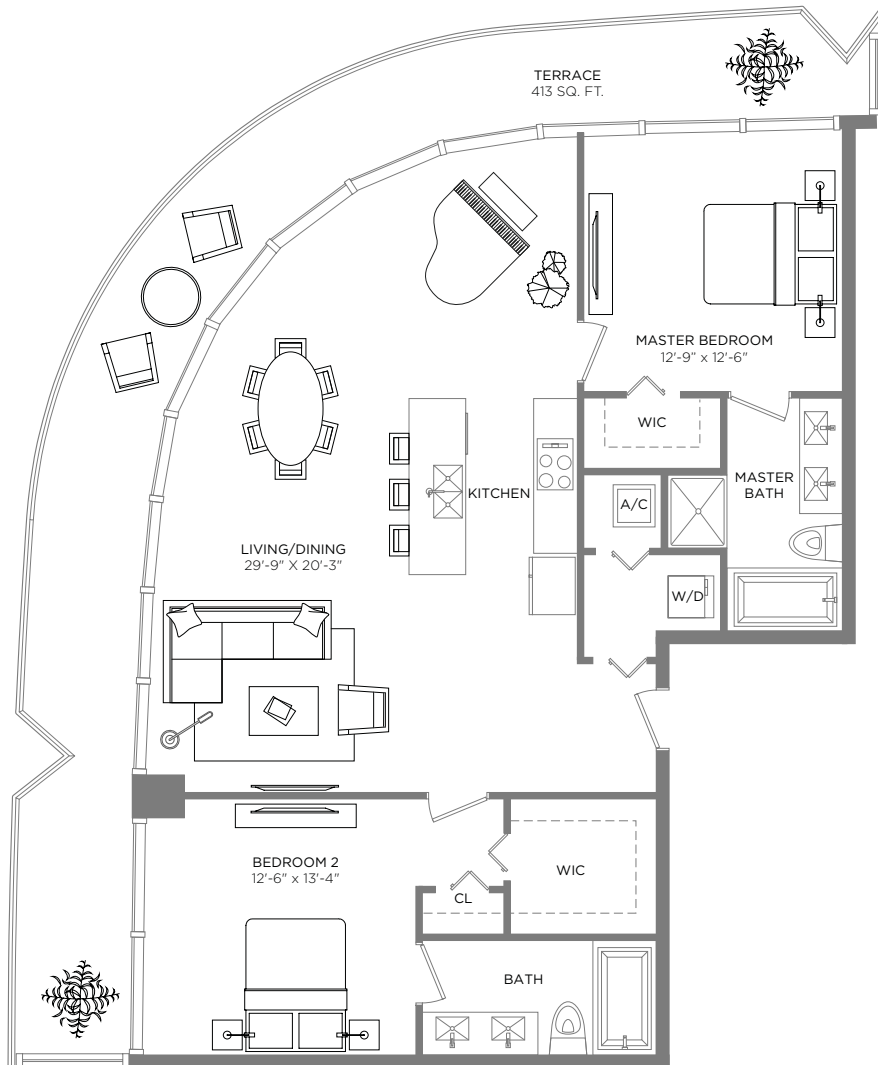 TERRACE
413 SQ. FT.
MASTER BEDROOM
12'-9" x 12'-6"
WIC
MASTER
BATH
KITCHEN
A/C
LIVING/DINING
29'-9" X 20'-3"
W/D
BEDROOM 2
12'-6" x 13'-4"
WIC
CL
BATH